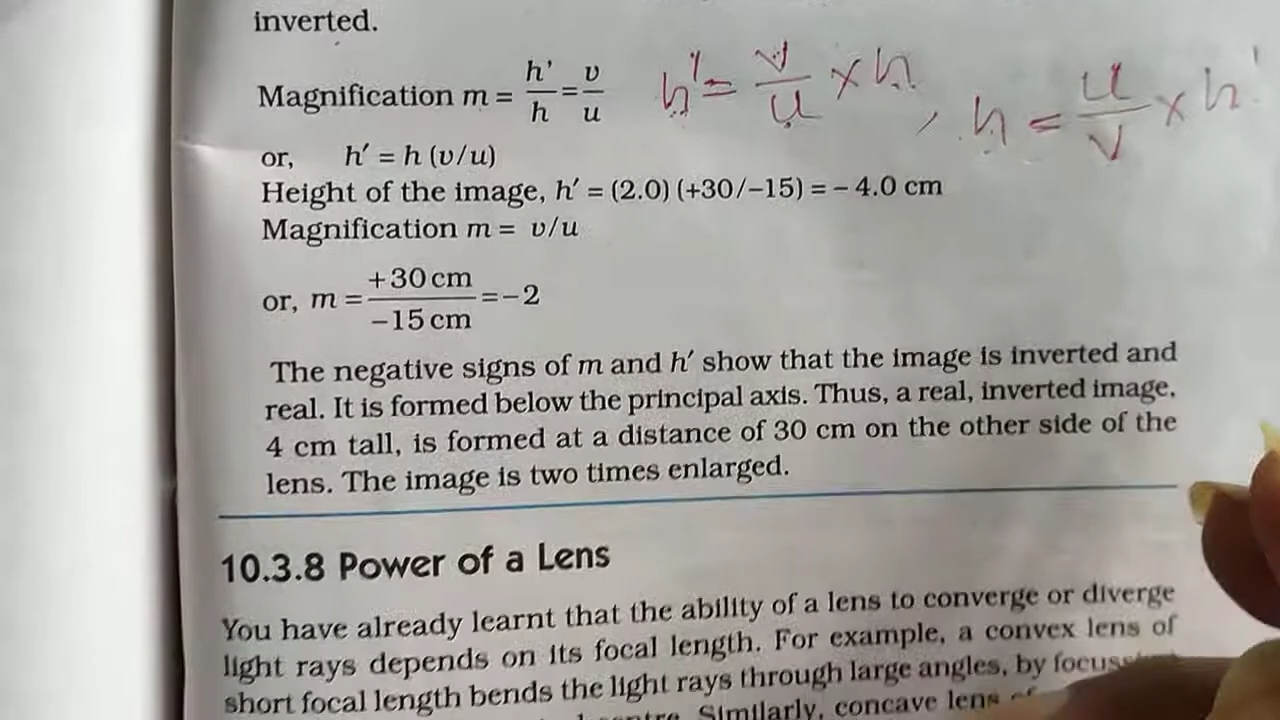 inverted.
Magnification m = h'/h = v/u
h' = v/u × h , h = u/v × h'
or, h′ = h (v/u)
Height of the image, h′ = (2.0) (+30/–15) = – 4.0 cm
Magnification m = v/u
or, m = +30 cm/–15 cm = –2
The negative signs of m and h′ show that the image is inverted and
real. It is formed below the principal axis. Thus, a real, inverted image,
4 cm tall, is formed at a distance of 30 cm on the other side of the
lens. The image is two times enlarged.
10.3.8 Power of a Lens
You have already learnt that the ability of a lens to converge or diverge
light rays depends on its focal length. For example, a convex lens of
short focal length bends the light rays through large angles, by
Similarly, concave lens